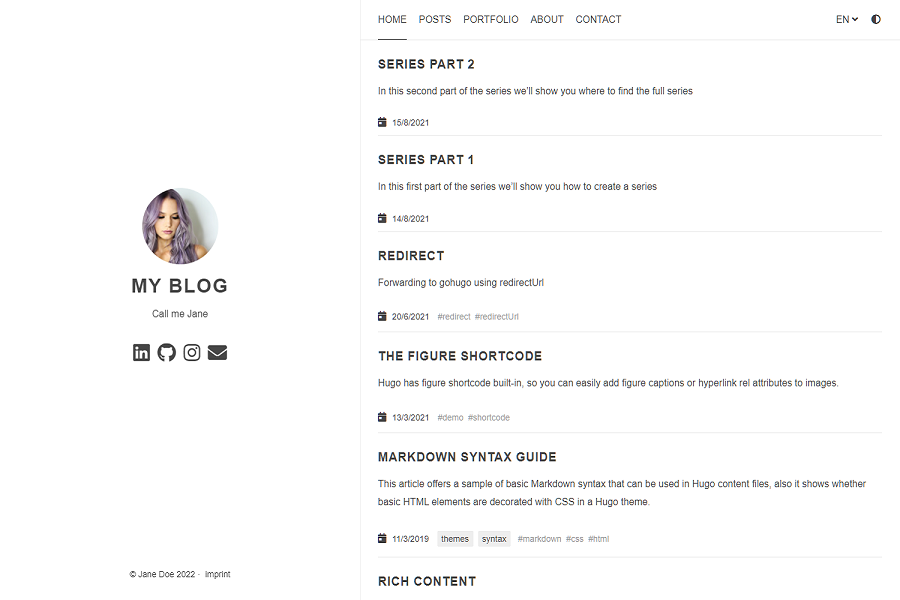 MY BLOG
Call me Jane
© Jane Doe 2022 · Imprint
HOME POSTS PORTFOLIO ABOUT CONTACT EN
SERIES PART 2
In this second part of the series we'll show you where to find the full series
15/8/2021
SERIES PART 1
In this first part of the series we'll show you how to create a series
14/8/2021
REDIRECT
Forwarding to gohugo using redirectUrl
20/6/2021 #redirect #redirectUrl
THE FIGURE SHORTCODE
Hugo has figure shortcode built-in, so you can easily add figure captions or hyperlink rel attributes to images.
13/3/2021 #demo #shortcode
MARKDOWN SYNTAX GUIDE
This article offers a sample of basic Markdown syntax that can be used in Hugo content files, also it shows whether
basic HTML elements are decorated with CSS in a Hugo theme.
11/3/2019 themes syntax #markdown #css #html
RICH CONTENT